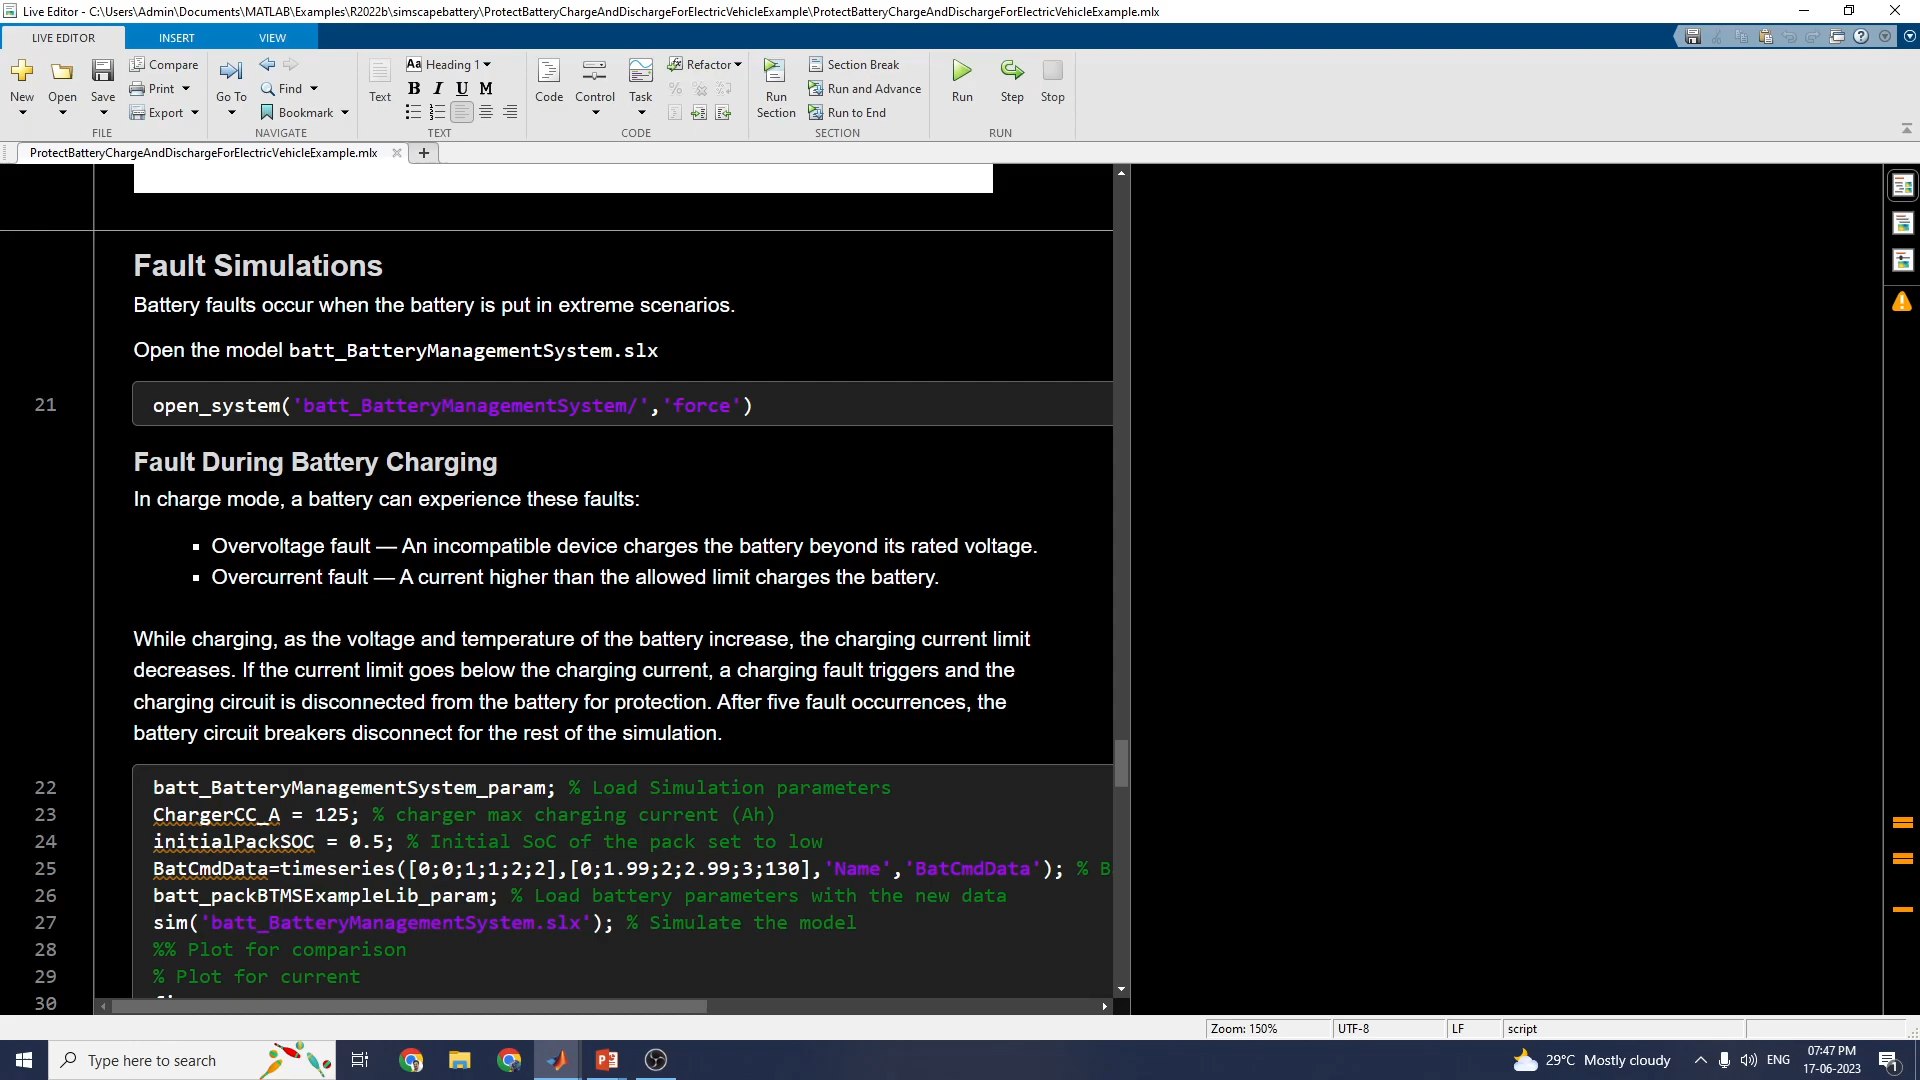 Live Editor - C:\Users\Admin\Documents\MATLAB\Examples\R2022b\simscapebattery\ProtectBatteryChargeAndDischargeForElectricVehicleExample\ProtectBatteryChargeAndDischargeForElectricVehicleExample.mlx
LIVE EDITOR INSERT VIEW
New Open Save Compare Print Export
FILE
Go To Find Bookmark
NAVIGATE
Text Aa Heading 1 B I U M
TEXT
Code Control Task Refactor
CODE
Run Section Section Break Run and Advance Run to End
SECTION
Run Step Stop
RUN
ProtectBatteryChargeAndDischargeForElectricVehicleExample.mlx
Fault Simulations
Battery faults occur when the battery is put in extreme scenarios.
Open the model batt_BatteryManagementSystem.slx
21 open_system('batt_BatteryManagementSystem/','force')
Fault During Battery Charging
In charge mode, a battery can experience these faults:
Overvoltage fault — An incompatible device charges the battery beyond its rated voltage.
Overcurrent fault — A current higher than the allowed limit charges the battery.
While charging, as the voltage and temperature of the battery increase, the charging current limit
decreases. If the current limit goes below the charging current, a charging fault triggers and the
charging circuit is disconnected from the battery for protection. After five fault occurrences, the
battery circuit breakers disconnect for the rest of the simulation.
22 batt_BatteryManagementSystem_param; % Load Simulation parameters
23 ChargerCC_A = 125; % charger max charging current (Ah)
24 initialPackSOC = 0.5; % Initial SoC of the pack set to low
25 BatCmdData=timeseries([0;0;1;1;2;2],[0;1.99;2;2.99;3;130],'Name','BatCmdData'); % B
26 batt_packBTMSExampleLib_param; % Load battery parameters with the new data
27 sim('batt_BatteryManagementSystem.slx'); % Simulate the model
28 %% Plot for comparison
29 % Plot for current
30
Zoom: 150% UTF-8 LF script
Type here to search
29°C Mostly cloudy ENG
07:47 PM
17-06-2023
1